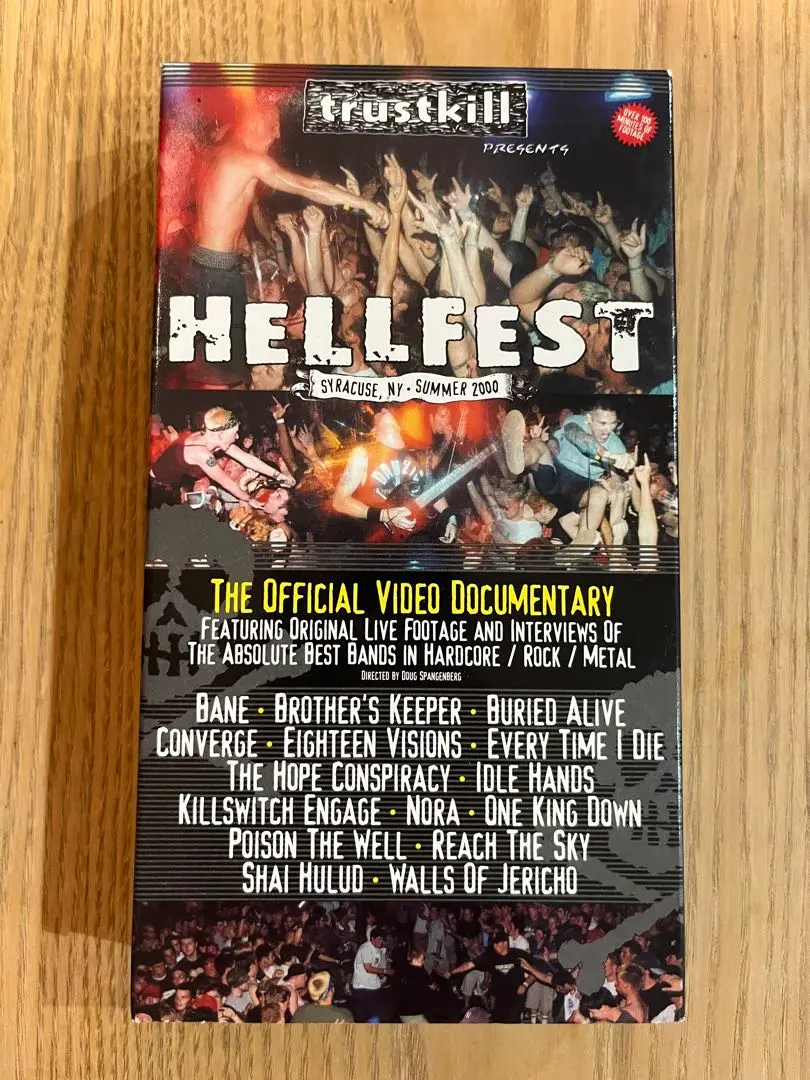 trustkill
PRESENTS
OVER 100
MINUTES OF
FOOTAGE
HELLFEST
SYRACUSE, NY • SUMMER 2000
DANZIG
THE OFFICIAL VIDEO DOCUMENTARY
FEATURING ORIGINAL LIVE FOOTAGE AND INTERVIEWS OF
THE ABSOLUTE BEST BANDS IN HARDCORE / ROCK / METAL
DIRECTED BY DOUG SPANGENBERG
BANE • BROTHER'S KEEPER • BURIED ALIVE
CONVERGE • EIGHTEEN VISIONS • EVERY TIME I DIE
THE HOPE CONSPIRACY • IDLE HANDS
KILLSWITCH ENGAGE • NORA • ONE KING DOWN
POISON THE WELL • REACH THE SKY
SHAI HULUD • WALLS OF JERICHO